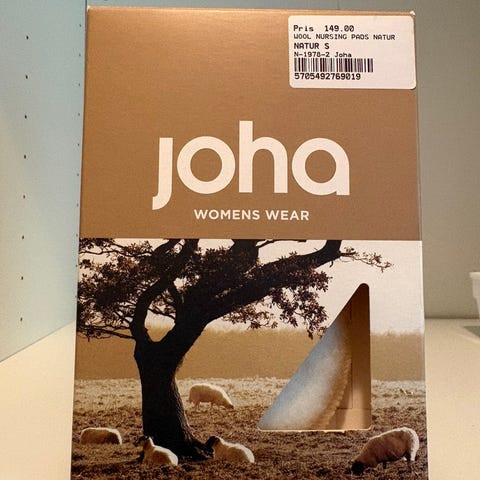 Pris 149.00
WOOL NURSING PADS NATUR
NATUR S
N-1978-2 Joha
5705492769019
joha
WOMENS WEAR